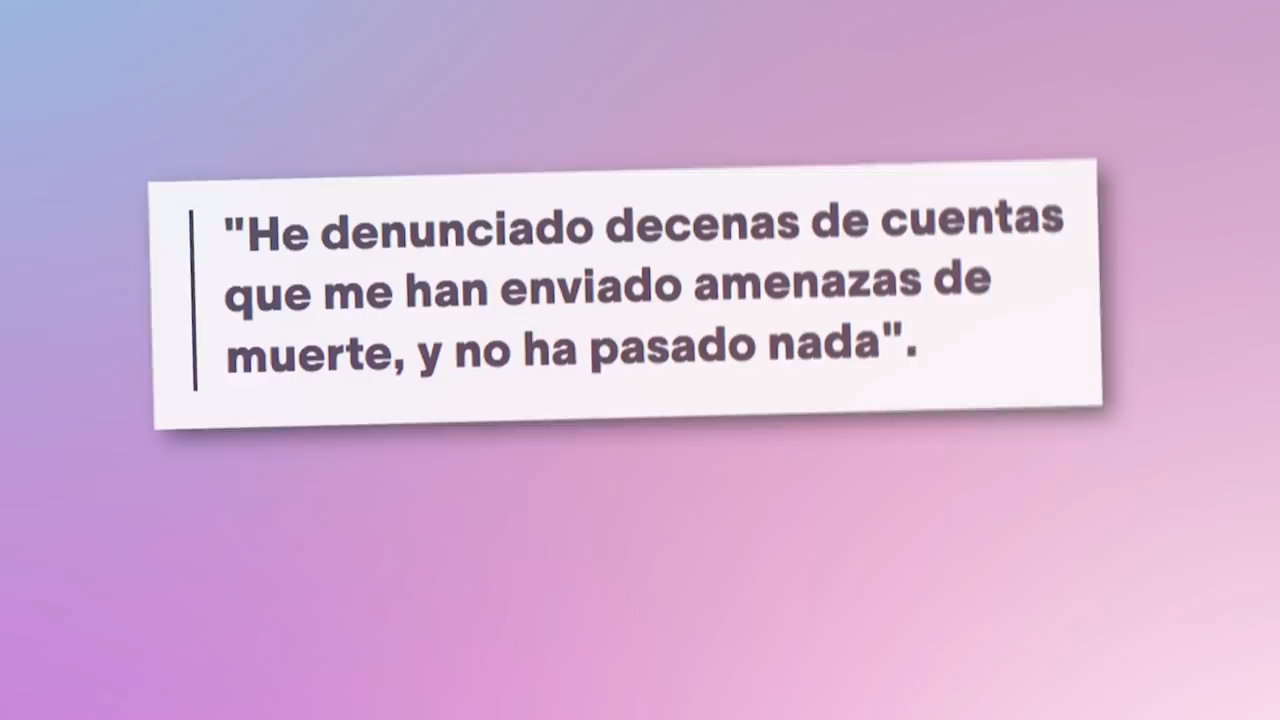 "He denunciado decenas de cuentas
que me han enviado amenazas de
muerte, y no ha pasado nada".